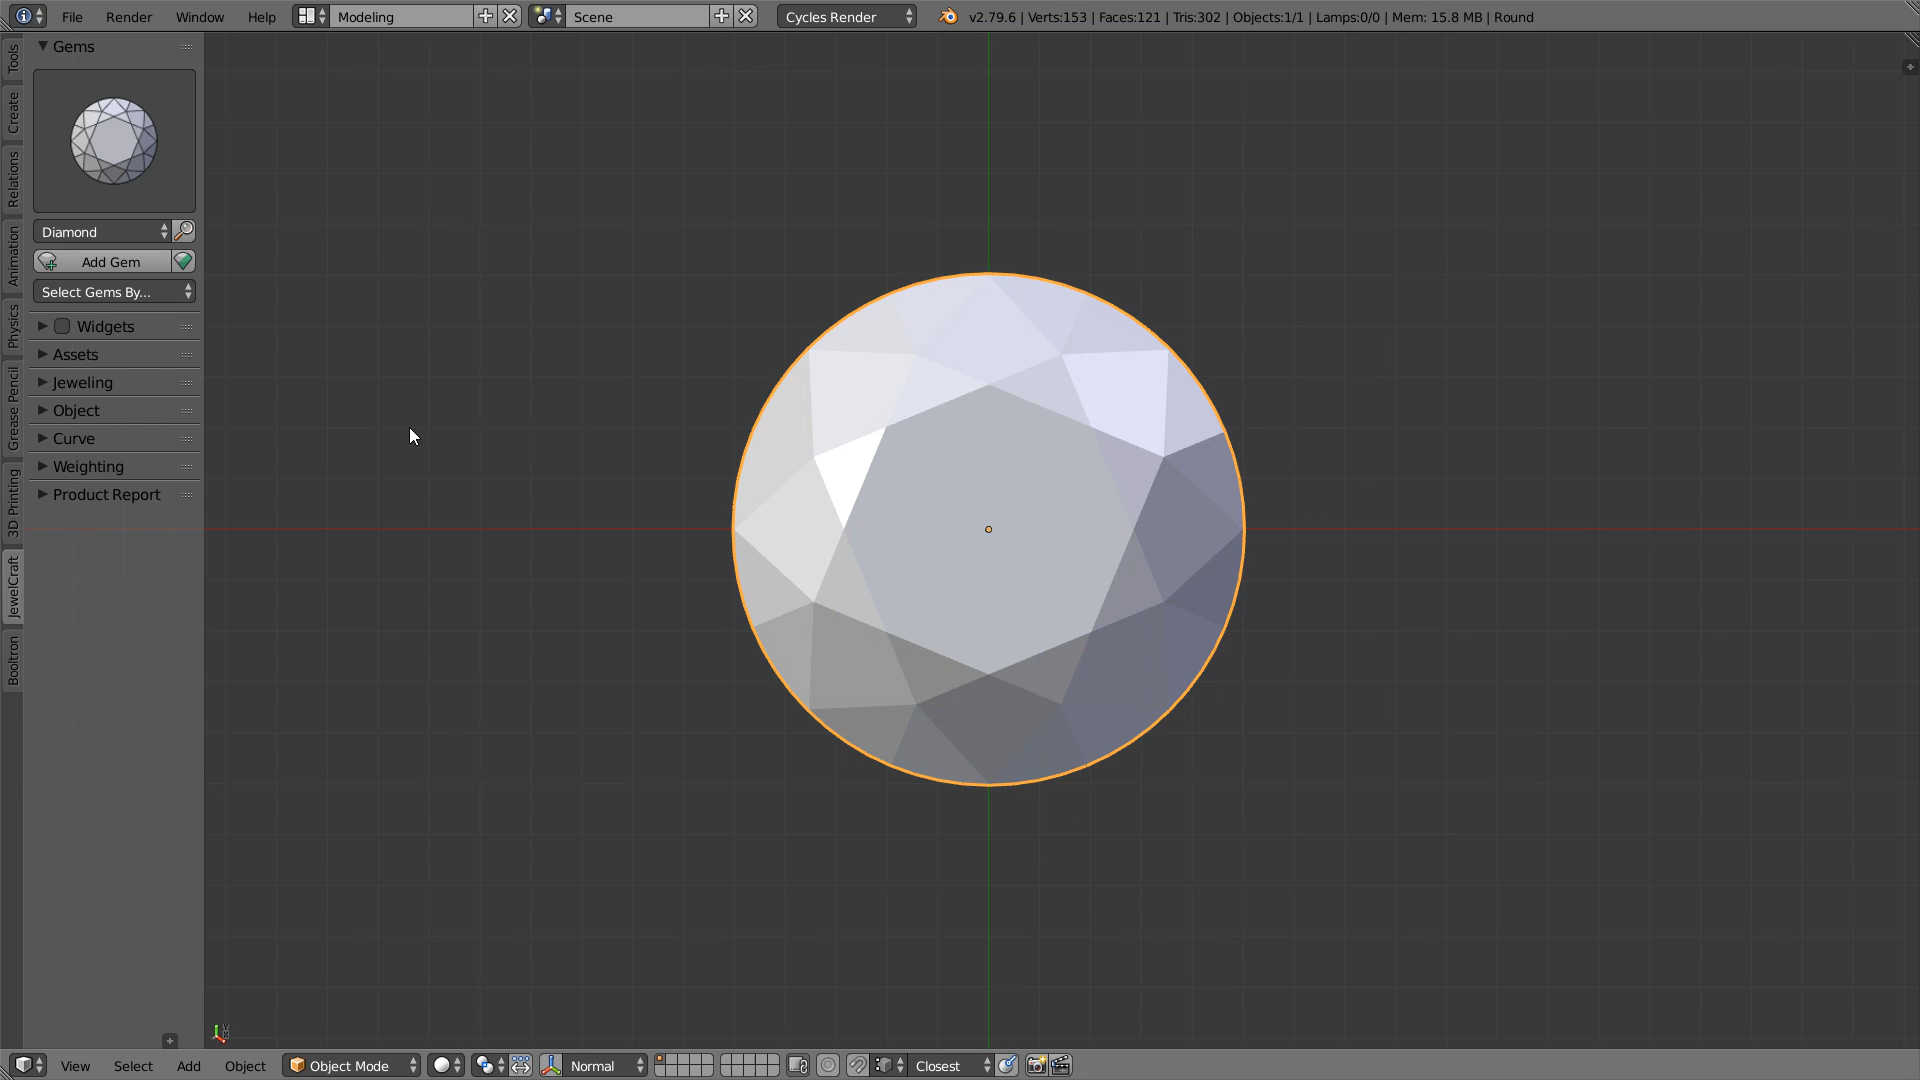 File Render Window Help Modeling Scene Cycles Render v2.79.6 | Verts:153 | Faces:121 | Tris:302 | Objects:1/1 | Lamps:0/0 | Mem: 15.8 MB | Round
Tools
Create
Relations
Animation
Physics
Grease Pencil
3D Printing
JewelCraft
Booltron
Gems
Diamond
Add Gem
Select Gems By...
Widgets
Assets
Jeweling
Object
Curve
Weighting
Product Report
View Select Add Object Object Mode Normal Closest